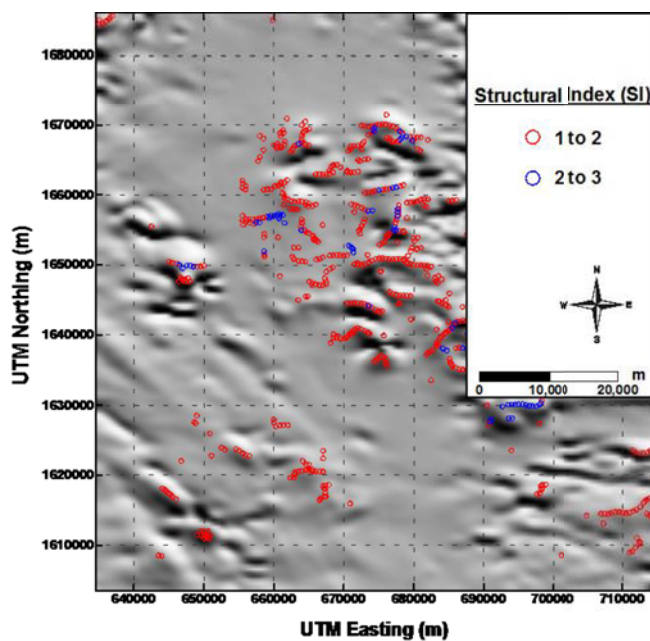 1680000
1670000
1660000
1650000
1640000
1630000
1620000
1610000
UTM Northing (m)
640000 650000 660000 670000 680000 690000 700000 710000
UTM Easting (m)
Structural Index (SI)
1 to 2
2 to 3
N
W E
S
m
0 10,000 20,000